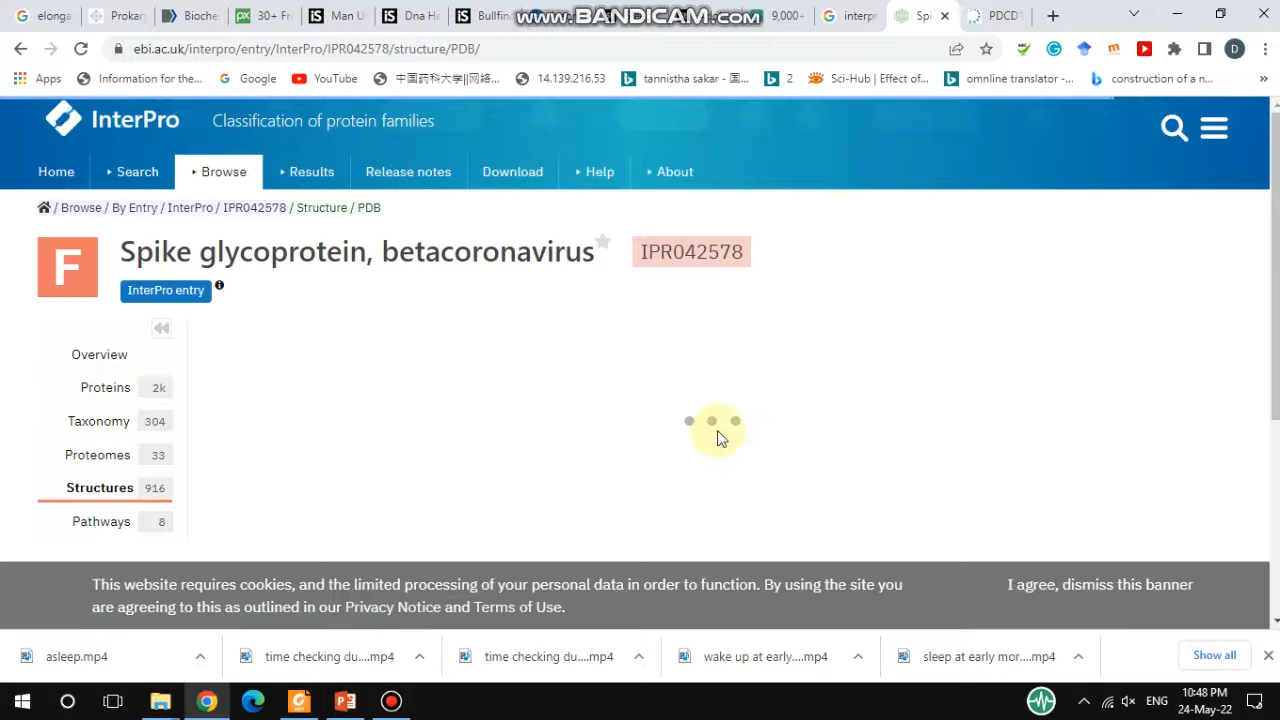 elonga
Prokar
Bioche
30+ Fr
Man U
Dna H
Bullfin
www.BANDICAM.com
9,000+
interp
Sp
PDCD1
ebi.ac.uk/interpro/entry/InterPro/IPR042578/structure/PDB/
D
Apps
Information for the...
Google
YouTube
中国药科大学||网络...
14.139.216.53
tannistha sakar - 国...
2
Sci-Hub | Effect of...
omnline translator -...
construction of a n...
»
InterPro
Classification of protein families
Home
Search
Browse
Results
Release notes
Download
Help
About
/ Browse / By Entry / InterPro / IPR042578 / Structure / PDB
F
Spike glycoprotein, betacoronavirus
IPR042578
InterPro entry
Overview
Proteins 2k
Taxonomy 304
Proteomes 33
Structures 916
Pathways 8
This website requires cookies, and the limited processing of your personal data in order to function. By using the site you
are agreeing to this as outlined in our Privacy Notice and Terms of Use.
I agree, dismiss this banner
asleep.mp4
time checking du....mp4
time checking du....mp4
wake up at early....mp4
sleep at early mor....mp4
Show all
ENG
10:48 PM
24-May-22